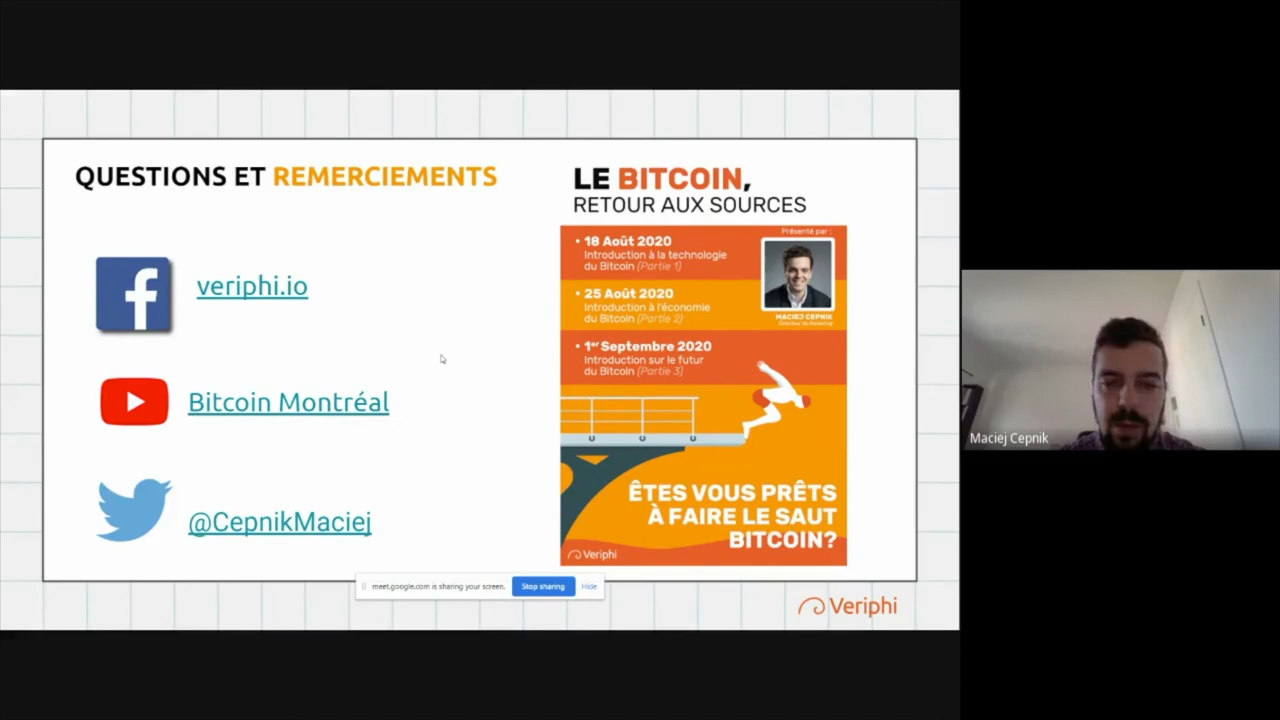 QUESTIONS ET REMERCIEMENTS
veriphi.io
Bitcoin Montréal
@CepnikMaciej
LE BITCOIN,
RETOUR AUX SOURCES
Présenté par :
• 18 Août 2020
Introduction à la technologie
du Bitcoin (Partie 1)
• 25 Août 2020
Introduction à l'économie
du Bitcoin (Partie 2)
MACIEJ CEPNIK
Directeur de Marketing
• 1er Septembre 2020
Introduction sur le futur
du Bitcoin (Partie 3)
ÊTES VOUS PRÊTS
À FAIRE LE SAUT
BITCOIN?
Veriphi
meet.google.com is sharing your screen.
Stop sharing
Hide
Veriphi
Maciej Cepnik